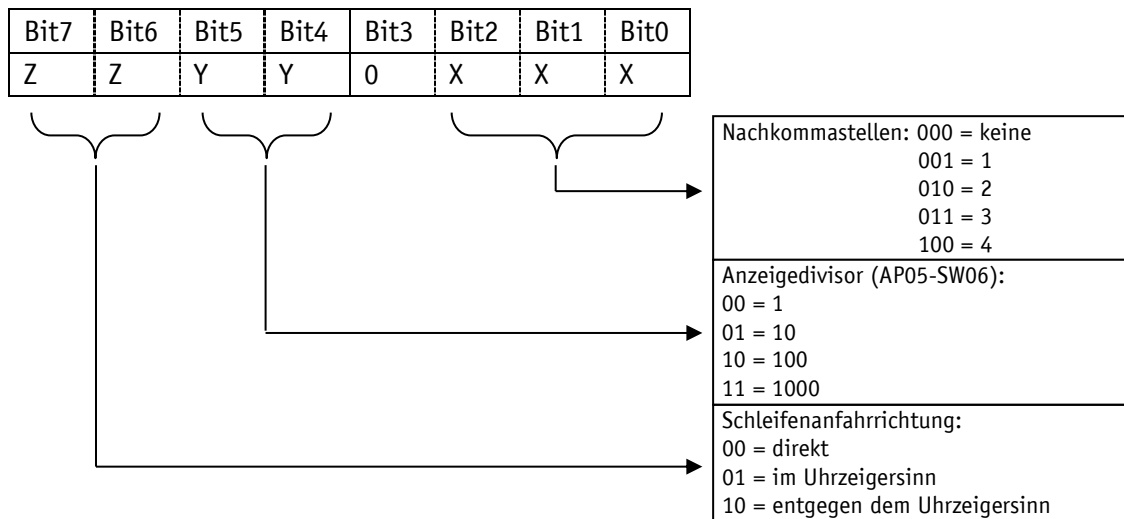 Bit7 Bit6 Bit5 Bit4 Bit3 Bit2 Bit1 Bit0
Z Z Y Y 0 X X X
Nachkommastellen: 000 = keine
001 = 1
010 = 2
011 = 3
100 = 4
Anzeigedivisor (AP05-SW06):
00 = 1
01 = 10
10 = 100
11 = 1000
Schleifenanfahrrichtung:
00 = direkt
01 = im Uhrzeigersinn
10 = entgegen dem Uhrzeigersinn